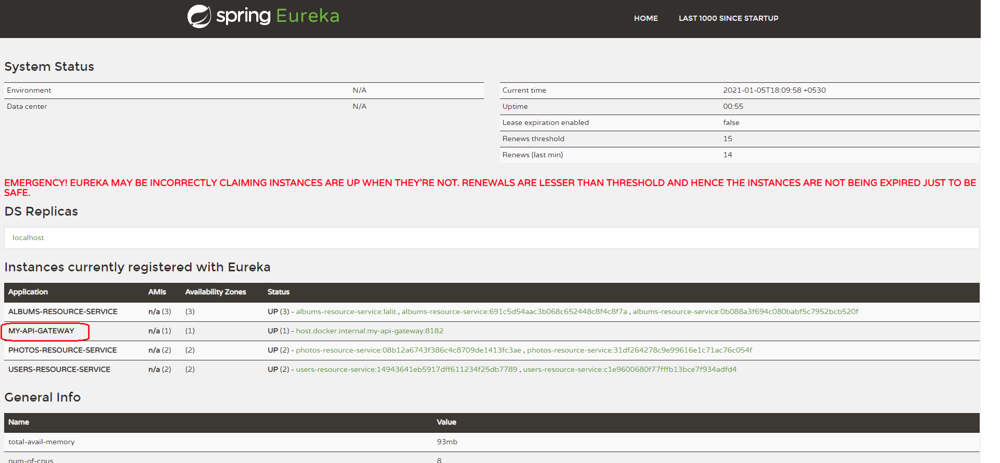 spring Eureka
HOME LAST 1000 SINCE STARTUP
System Status
Environment N/A
Data center N/A
Current time 2021-01-05T18:09:58 +0530
Uptime 00:55
Lease expiration enabled false
Renews threshold 15
Renews (last min) 14
EMERGENCY! EUREKA MAY BE INCORRECTLY CLAIMING INSTANCES ARE UP WHEN THEY'RE NOT. RENEWALS ARE LESSER THAN THRESHOLD AND HENCE THE INSTANCES ARE NOT BEING EXPIRED JUST TO BE
SAFE.
DS Replicas
localhost
Instances currently registered with Eureka
Application AMIs Availability Zones Status
ALBUMS-RESOURCE-SERVICE n/a (3) (3) UP (3) - albums-resource-service:lalit , albums-resource-service:691c5d54aac3b068c652448c8f4c8f7a , albums-resource-service:0b088a3f694c080babf5c7952bcb520f
MY-API-GATEWAY n/a (1) (1) UP (1) - host.docker.internal:my-api-gateway:8182
PHOTOS-RESOURCE-SERVICE n/a (2) (2) UP (2) - photos-resource-service:08b12a6743f386c4c8709de1413fc3ae , photos-resource-service:31df264278c9e99616e1c71ac76c054f
USERS-RESOURCE-SERVICE n/a (2) (2) UP (2) - users-resource-service:14943641eb5917dff611234f25db7789 , users-resource-service:c1e9600680f77fffb13bce7f934adfd4
General Info
Name Value
total-avail-memory 93mb
num-of-cpus 8